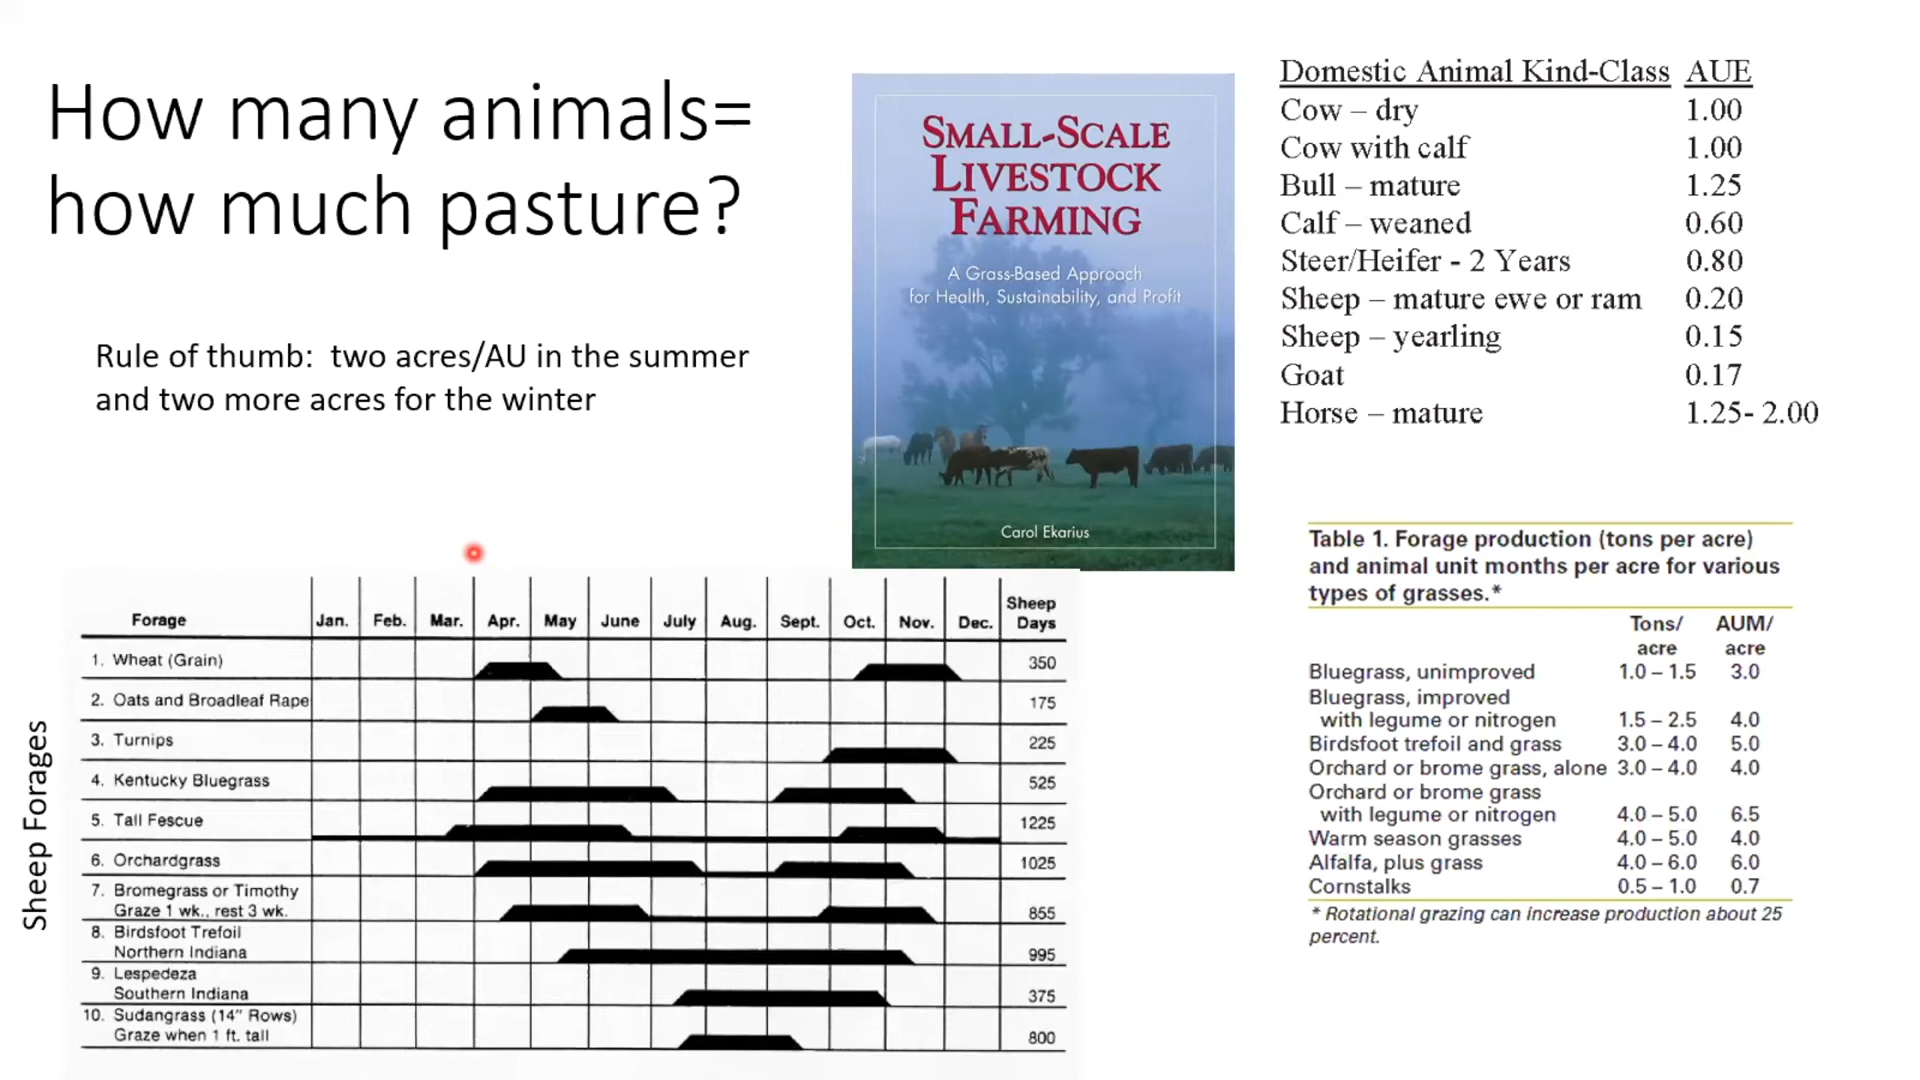 How many animals=
how much pasture?
Rule of thumb:  two acres/AU in the summer
and two more acres for the winter
SMALL-SCALE
LIVESTOCK
FARMING
A Grass-Based Approach
for Health, Sustainability, and Profit
Carol Ekarius
Domestic Animal Kind-Class AUE
Cow – dry 1.00
Cow with calf 1.00
Bull – mature 1.25
Calf – weaned 0.60
Steer/Heifer - 2 Years 0.80
Sheep – mature ewe or ram 0.20
Sheep – yearling 0.15
Goat 0.17
Horse – mature 1.25- 2.00
Sheep Forages
Forage Jan. Feb. Mar. Apr. May June July Aug. Sept. Oct. Nov. Dec. Sheep
Days
1. Wheat (Grain) 350
2. Oats and Broadleaf Rape 175
3. Turnips 225
4. Kentucky Bluegrass 525
5. Tall Fescue 1225
6. Orchardgrass 1025
7. Bromegrass or Timothy
Graze 1 wk., rest 3 wk. 855
8. Birdsfoot Trefoil
Northern Indiana 995
9. Lespedeza
Southern Indiana 375
10. Sudangrass (14" Rows)
Graze when 1 ft. tall 800
Table 1. Forage production (tons per acre)
and animal unit months per acre for various
types of grasses.*
Tons/ AUM/
acre acre
Bluegrass, unimproved 1.0 – 1.5 3.0
Bluegrass, improved
with legume or nitrogen 1.5 – 2.5 4.0
Birdsfoot trefoil and grass 3.0 – 4.0 5.0
Orchard or brome grass, alone 3.0 – 4.0 4.0
Orchard or brome grass
with legume or nitrogen 4.0 – 5.0 6.5
Warm season grasses 4.0 – 5.0 4.0
Alfalfa, plus grass 4.0 – 6.0 6.0
Cornstalks 0.5 – 1.0 0.7
* Rotational grazing can increase production about 25
percent.